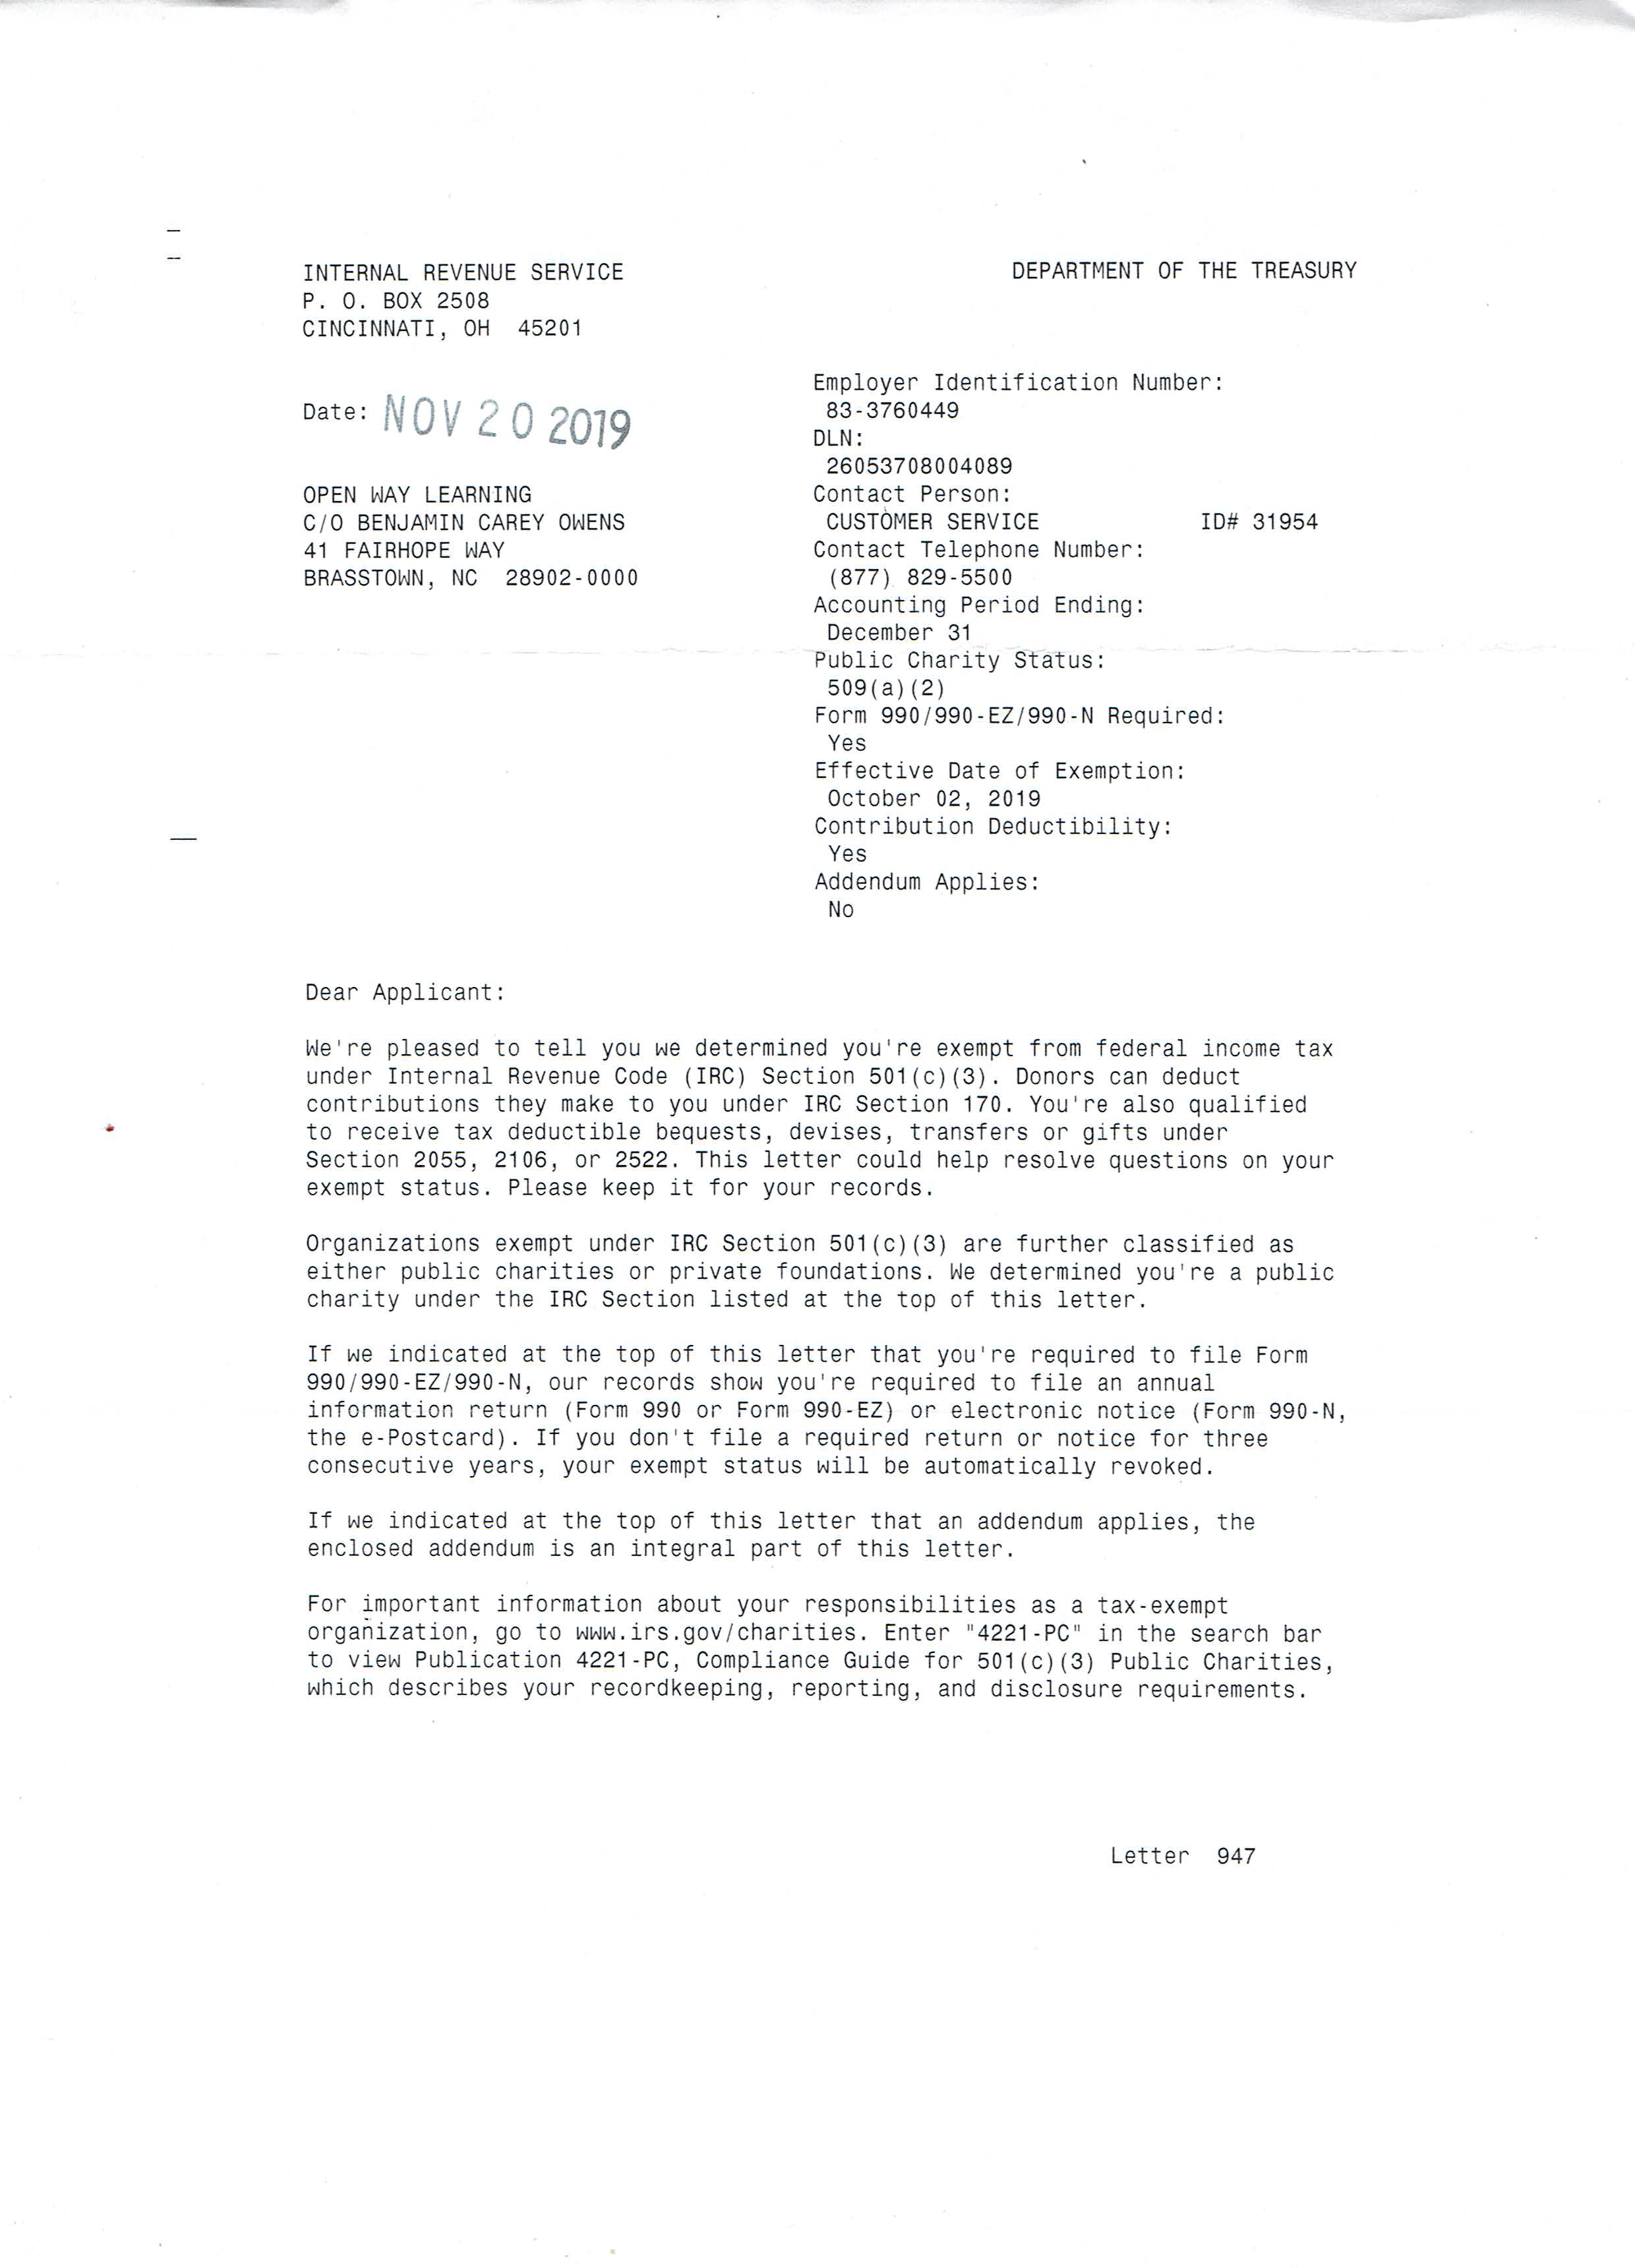 INTERNAL REVENUE SERVICE
P. O. BOX 2508
CINCINNATI, OH  45201
DEPARTMENT OF THE TREASURY
Date: NOV 20 2019
OPEN WAY LEARNING
C/O BENJAMIN CAREY OWENS
41 FAIRHOPE WAY
BRASSTOWN, NC  28902-0000
Employer Identification Number:
83-3760449
DLN:
26053708004089
Contact Person:
CUSTOMER SERVICE ID# 31954
Contact Telephone Number:
(877) 829-5500
Accounting Period Ending:
December 31
Public Charity Status:
509(a)(2)
Form 990/990-EZ/990-N Required:
Yes
Effective Date of Exemption:
October 02, 2019
Contribution Deductibility:
Yes
Addendum Applies:
No
Dear Applicant:
We're pleased to tell you we determined you're exempt from federal income tax
under Internal Revenue Code (IRC) Section 501(c)(3). Donors can deduct
contributions they make to you under IRC Section 170. You're also qualified
to receive tax deductible bequests, devises, transfers or gifts under
Section 2055, 2106, or 2522. This letter could help resolve questions on your
exempt status. Please keep it for your records.
Organizations exempt under IRC Section 501(c)(3) are further classified as
either public charities or private foundations. We determined you're a public
charity under the IRC Section listed at the top of this letter.
If we indicated at the top of this letter that you're required to file Form
990/990-EZ/990-N, our records show you're required to file an annual
information return (Form 990 or Form 990-EZ) or electronic notice (Form 990-N,
the e-Postcard). If you don't file a required return or notice for three
consecutive years, your exempt status will be automatically revoked.
If we indicated at the top of this letter that an addendum applies, the
enclosed addendum is an integral part of this letter.
For important information about your responsibilities as a tax-exempt
organization, go to www.irs.gov/charities. Enter "4221-PC" in the search bar
to view Publication 4221-PC, Compliance Guide for 501(c)(3) Public Charities,
which describes your recordkeeping, reporting, and disclosure requirements.
Letter  947